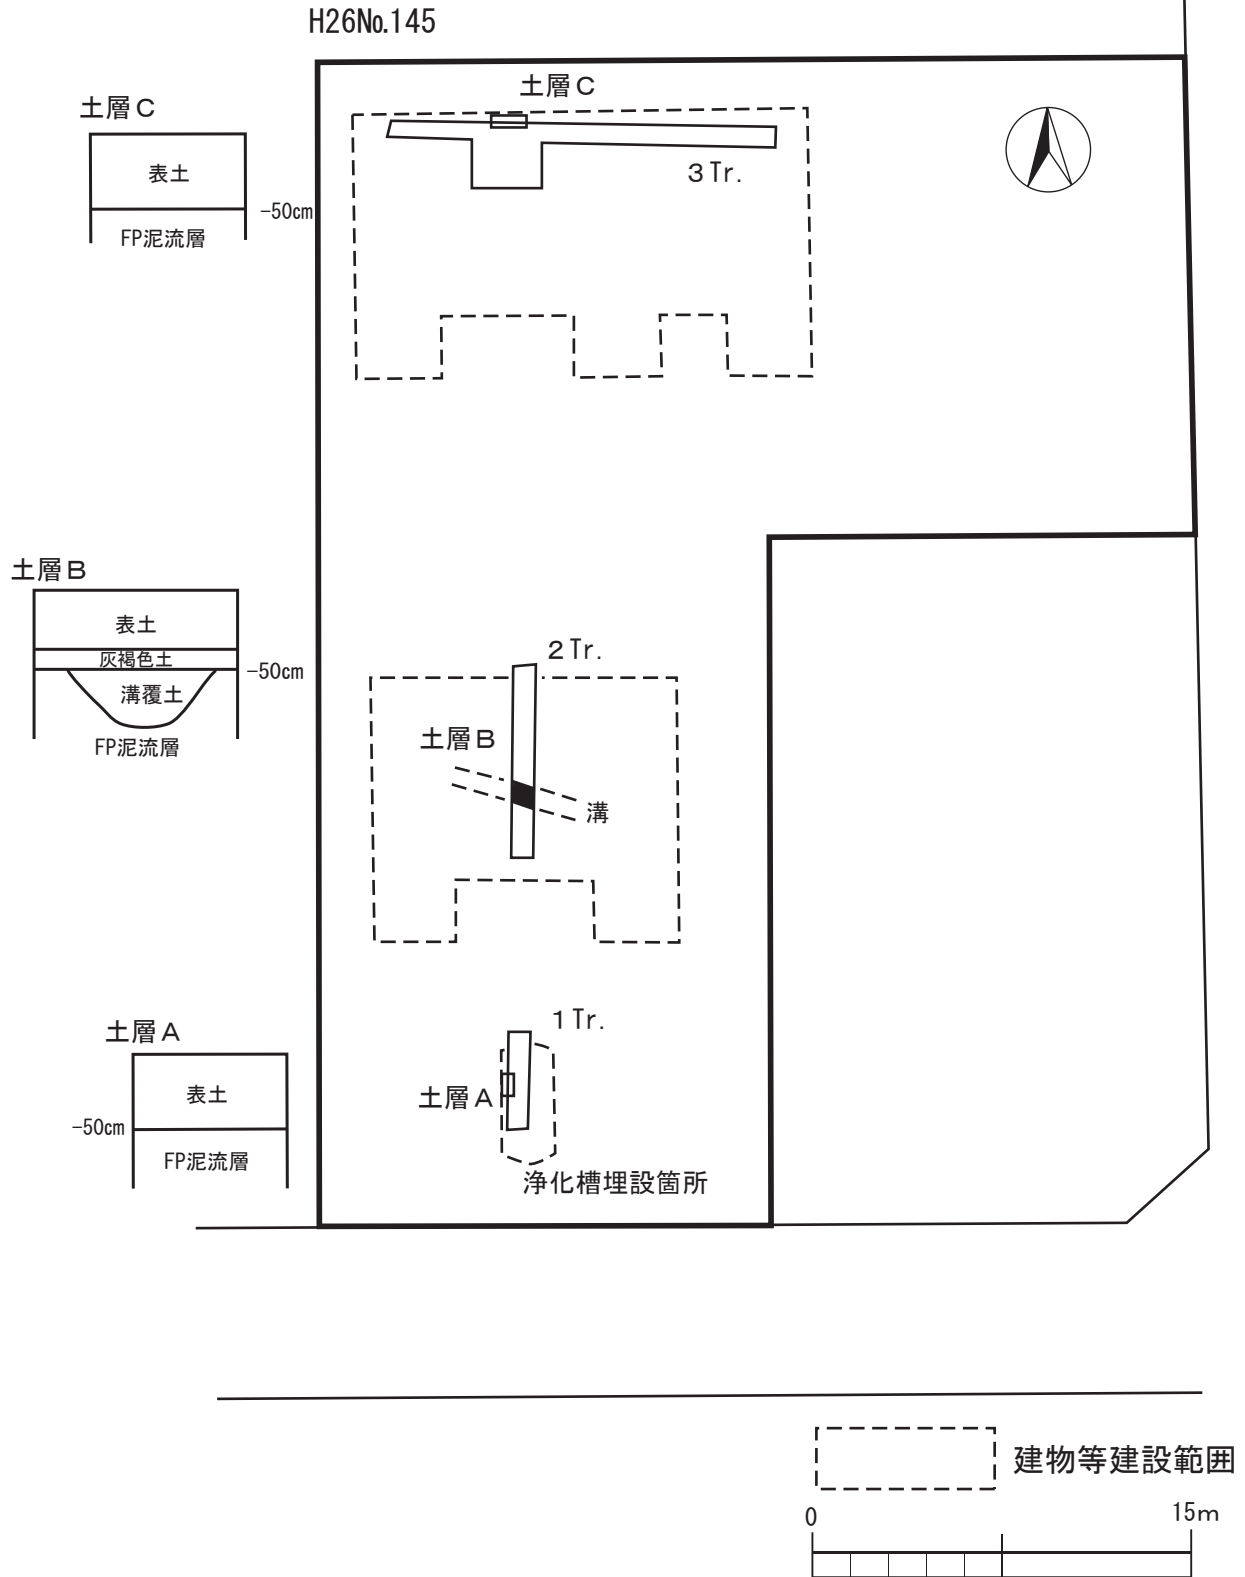 H26No.145
土層C
土層C
表土
3Tr.
-50cm
FP泥流層
土層B
表土
灰褐色土
-50cm
溝覆土
FP泥流層
2Tr.
土層B
溝
1Tr.
土層A
表土
土層A
-50cm
FP泥流層
浄化槽埋設箇所
建物等建設範囲
0 15m